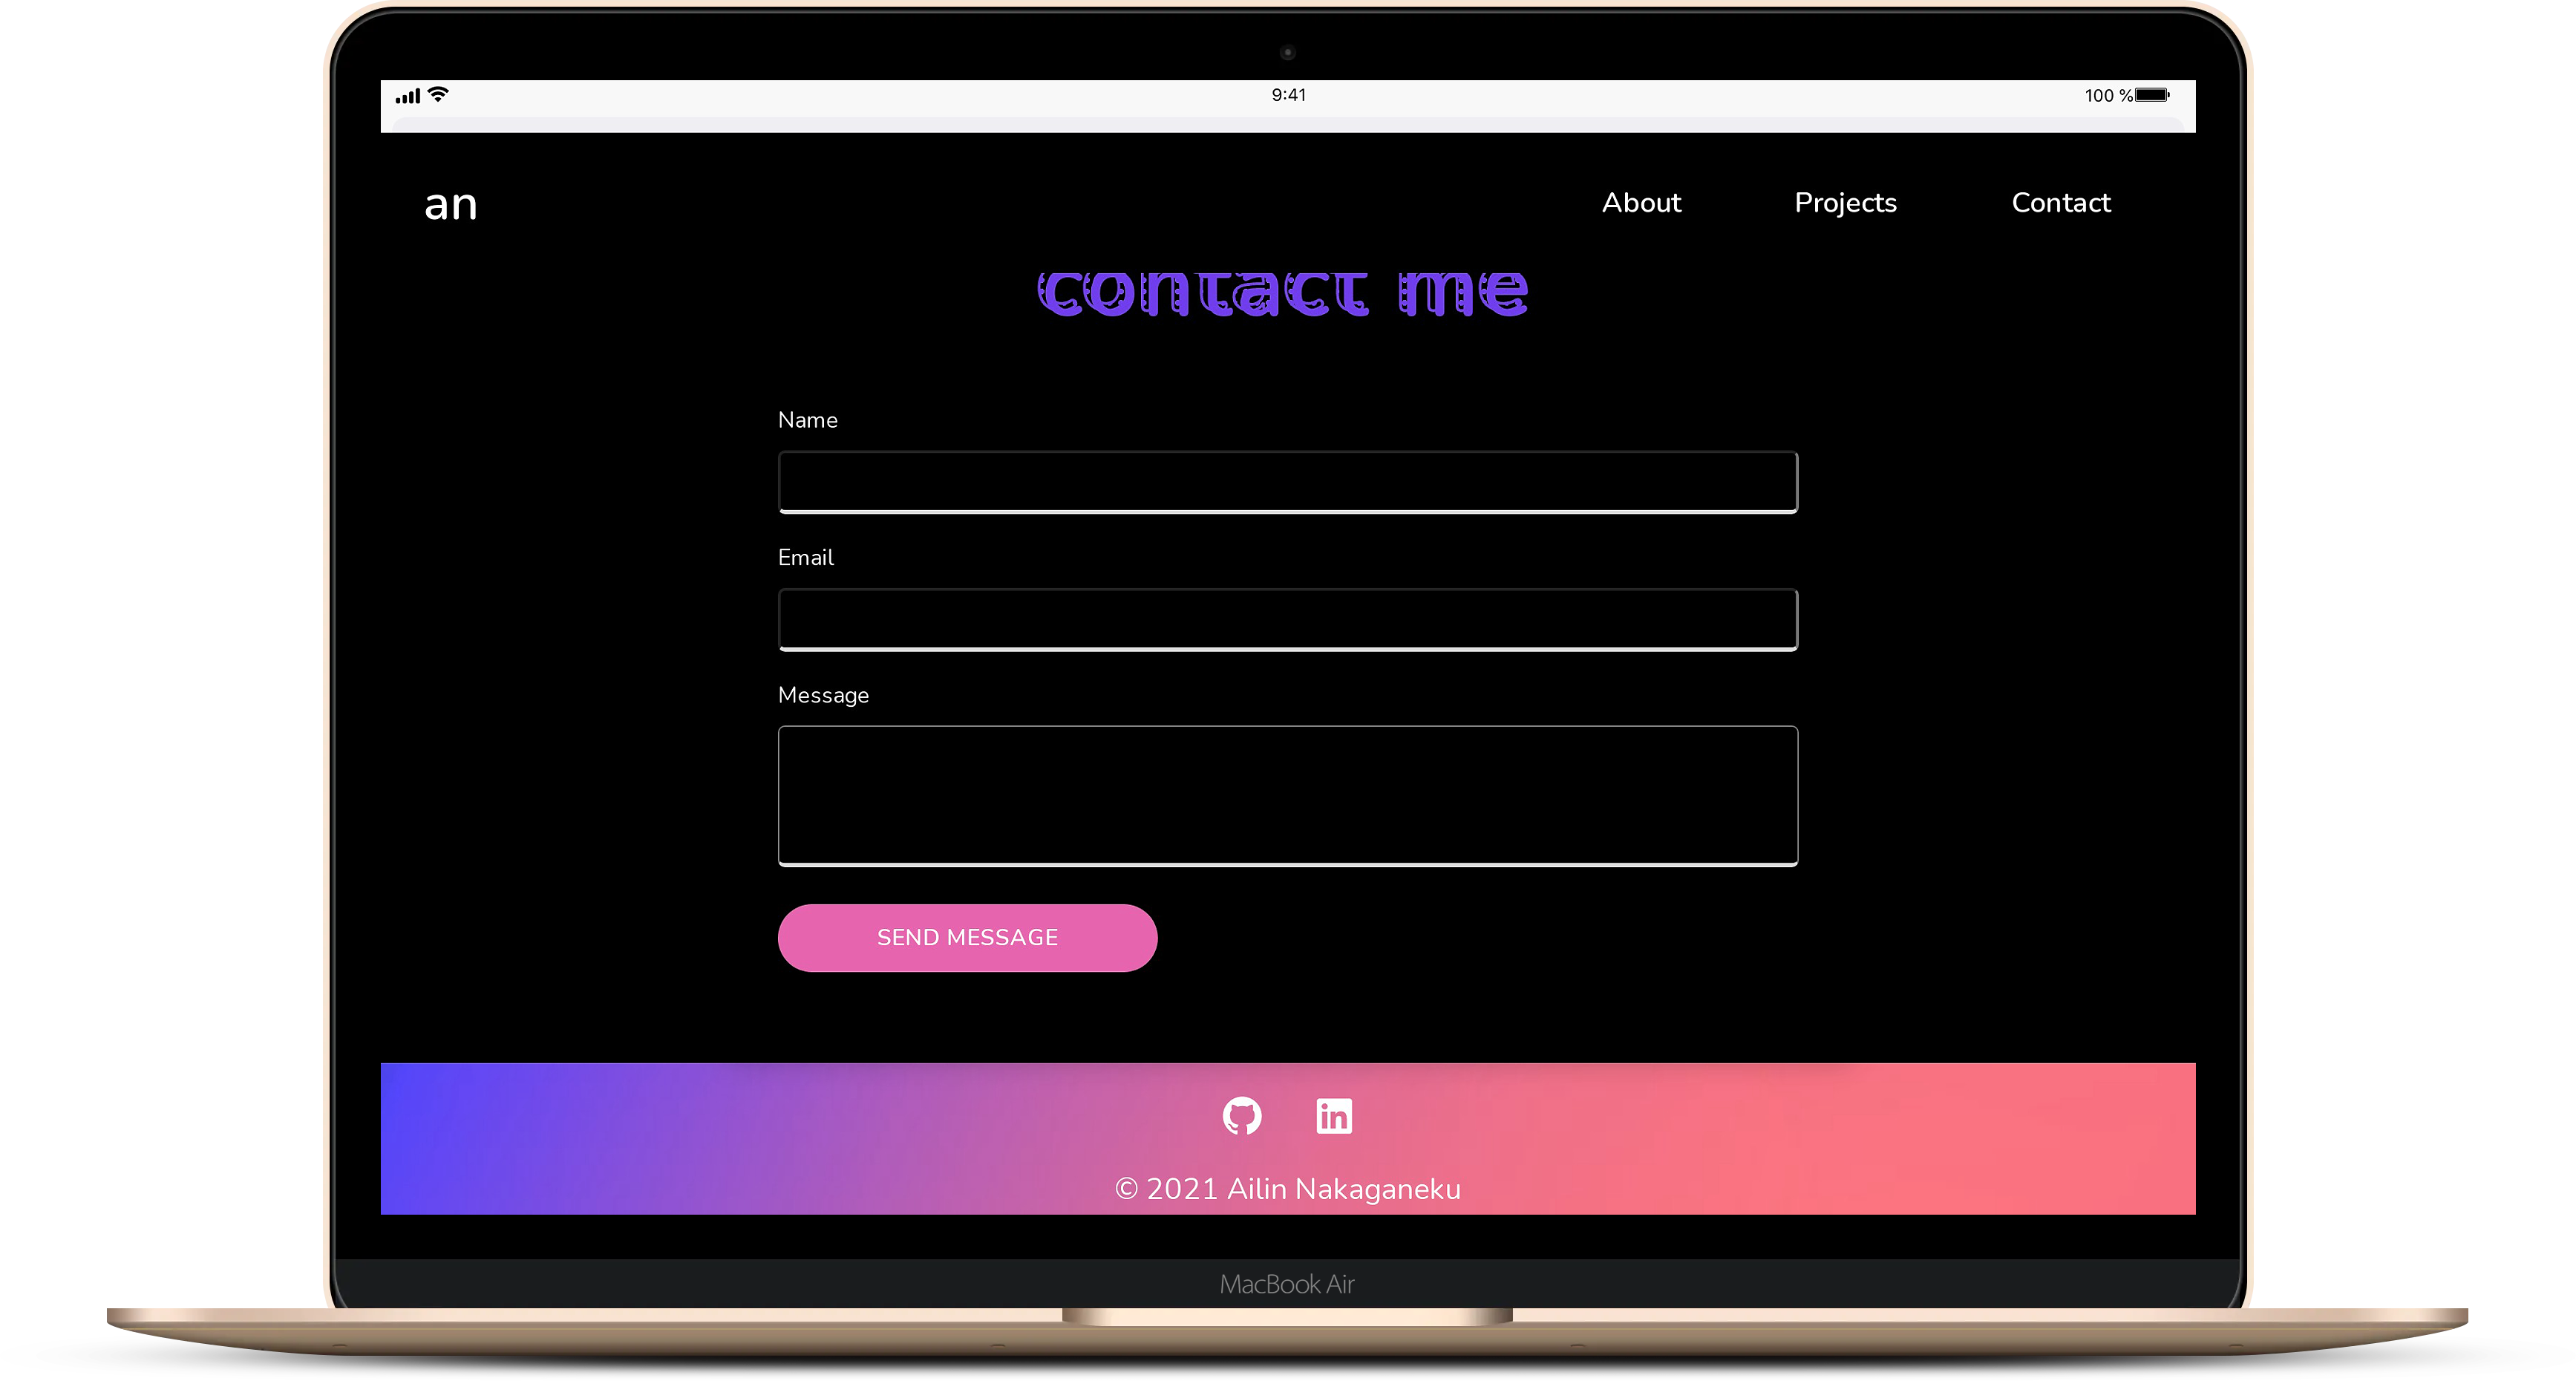 9:41
100 %
an
About Projects Contact
contact me
Name
Email
Message
SEND MESSAGE
in
© 2021 Ailin Nakaganeku
MacBook Air